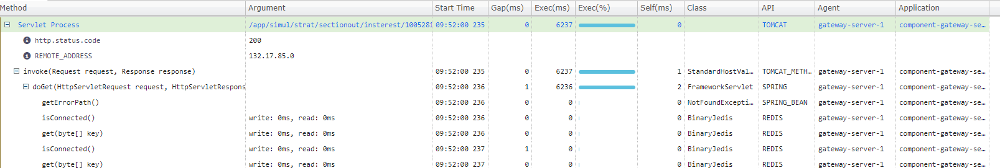 Method Argument Start Time Gap(ms) Exec(ms) Exec(%) Self(ms) Class API Agent Application
Servlet Process /app/simul/strat/sectionout/insterest/1005281 09:52:00 235 0 6237 0 TOMCAT gateway-server-1 component-gateway-se…
http.status.code 200
REMOTE_ADDRESS 132.17.85.0
invoke(Request request, Response response) 09:52:00 235 0 6237 1 StandardHostVal… TOMCAT_METH… gateway-server-1 component-gateway-se…
doGet(HttpServletRequest request, HttpServletRespons 09:52:00 236 1 6236 2 FrameworkServlet SPRING gateway-server-1 component-gateway-se…
getErrorPath() 09:52:00 236 0 0 0 NotFoundExcepti… SPRING_BEAN gateway-server-1 component-gateway-se…
isConnected() write: 0ms, read: 0ms 09:52:00 236 0 0 0 BinaryJedis REDIS gateway-server-1 component-gateway-se…
get(byte[] key) write: 0ms, read: 0ms 09:52:00 236 0 0 0 BinaryJedis REDIS gateway-server-1 component-gateway-se…
isConnected() write: 0ms, read: 0ms 09:52:00 237 1 0 0 BinaryJedis REDIS gateway-server-1 component-gateway-se…
get(byte[] key) write: 0ms, read: 0ms 09:52:00 237 0 0 0 BinaryJedis REDIS gateway-server-1 component-gateway-se…